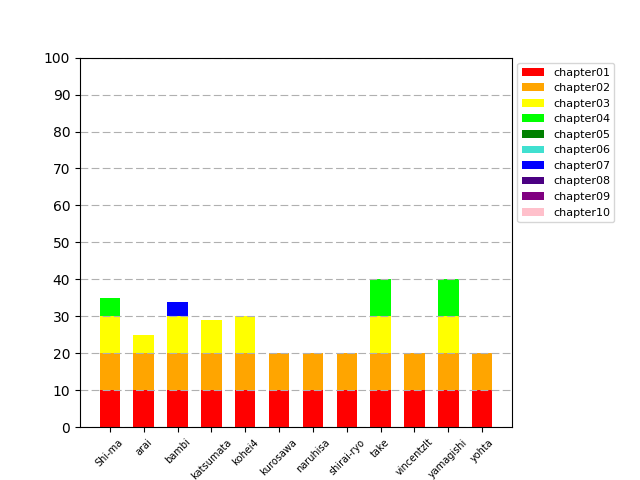 100
90
80
70
60
50
40
30
20
10
0
Shi-ma
arai
bambi
katsumata
kohei4
kurosawa
naruhisa
shirai-ryo
take
vincentzlt
yamagishi
yohta
chapter01
chapter02
chapter03
chapter04
chapter05
chapter06
chapter07
chapter08
chapter09
chapter10